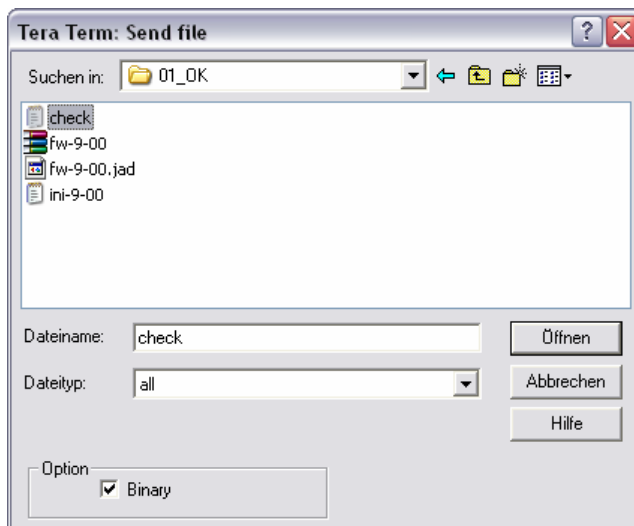 Tera Term: Send file
Suchen in: 01_OK
check
fw-9-00
fw-9-00.jad
ini-9-00
Dateiname: check Öffnen
Dateityp: all Abbrechen
Hilfe
Option
Binary